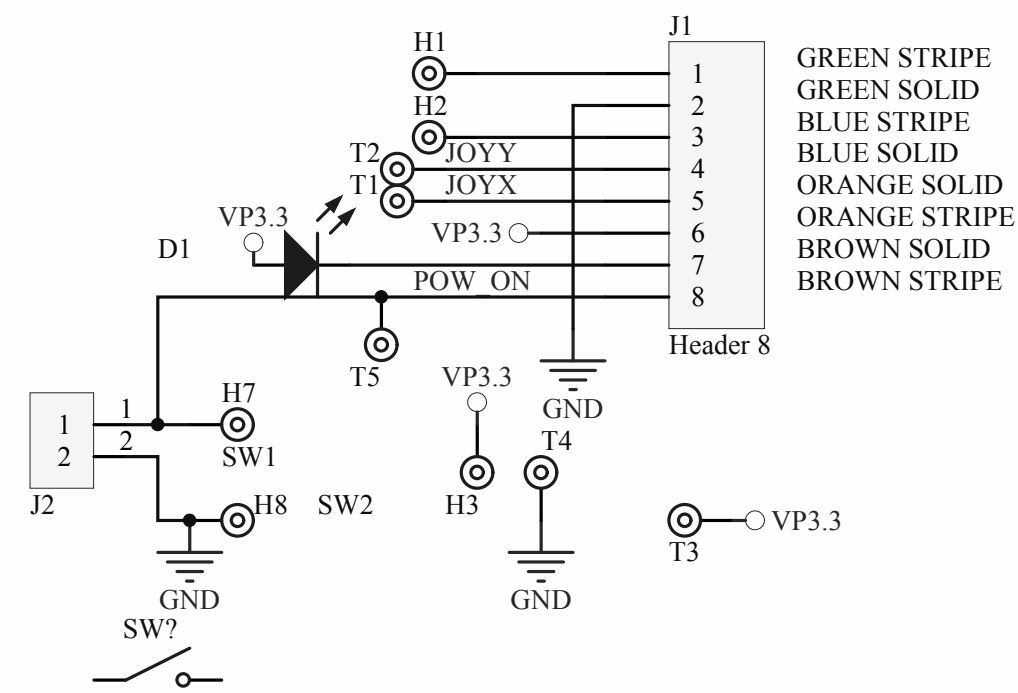 H1
J1
1
GREEN STRIPE
2
GREEN SOLID
H2
3
BLUE STRIPE
T2
JOYY
4
BLUE SOLID
T1
JOYX
5
ORANGE SOLID
VP3.3
VP3.3
6
ORANGE STRIPE
D1
7
BROWN SOLID
POW_ON
8
BROWN STRIPE
Header 8
T5
VP3.3
GND
H7
1
1
2
2
SW1
T4
J2
H8
SW2
H3
VP3.3
T3
GND
GND
SW?